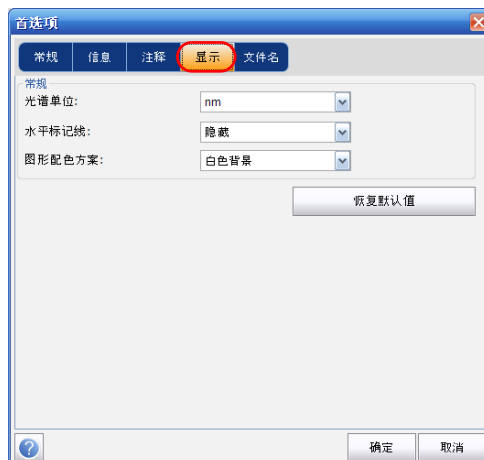 首选项
常规 信息 注释 显示 文件名
常规
光谱单位: nm
水平标记线: 隐藏
图形配色方案: 白色背景
恢复默认值
? 确定 取消